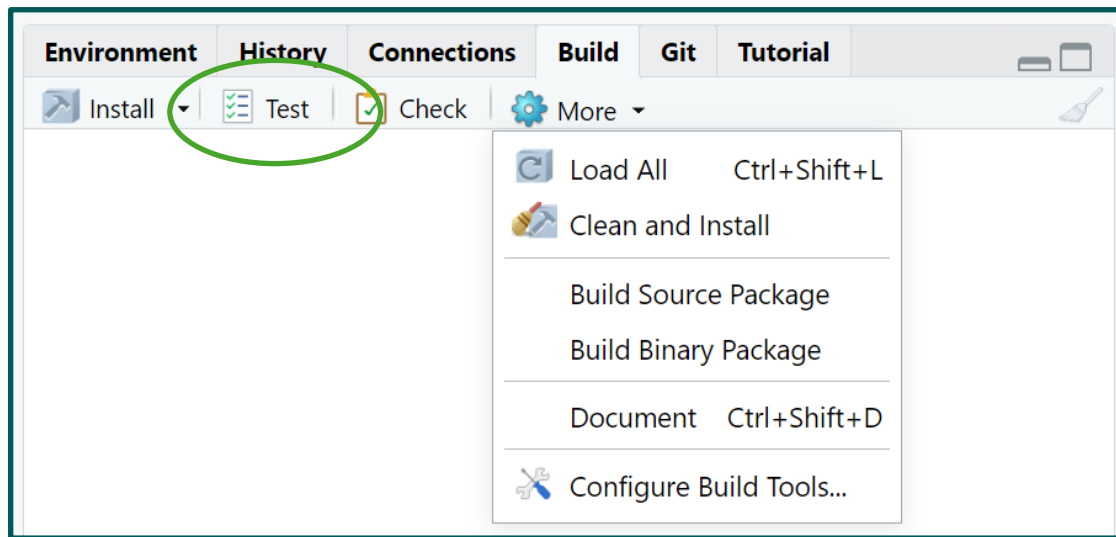 Environment History Connections Build Git Tutorial
Install Test Check More
Load All Ctrl+Shift+L
Clean and Install
Build Source Package
Build Binary Package
Document Ctrl+Shift+D
Configure Build Tools...